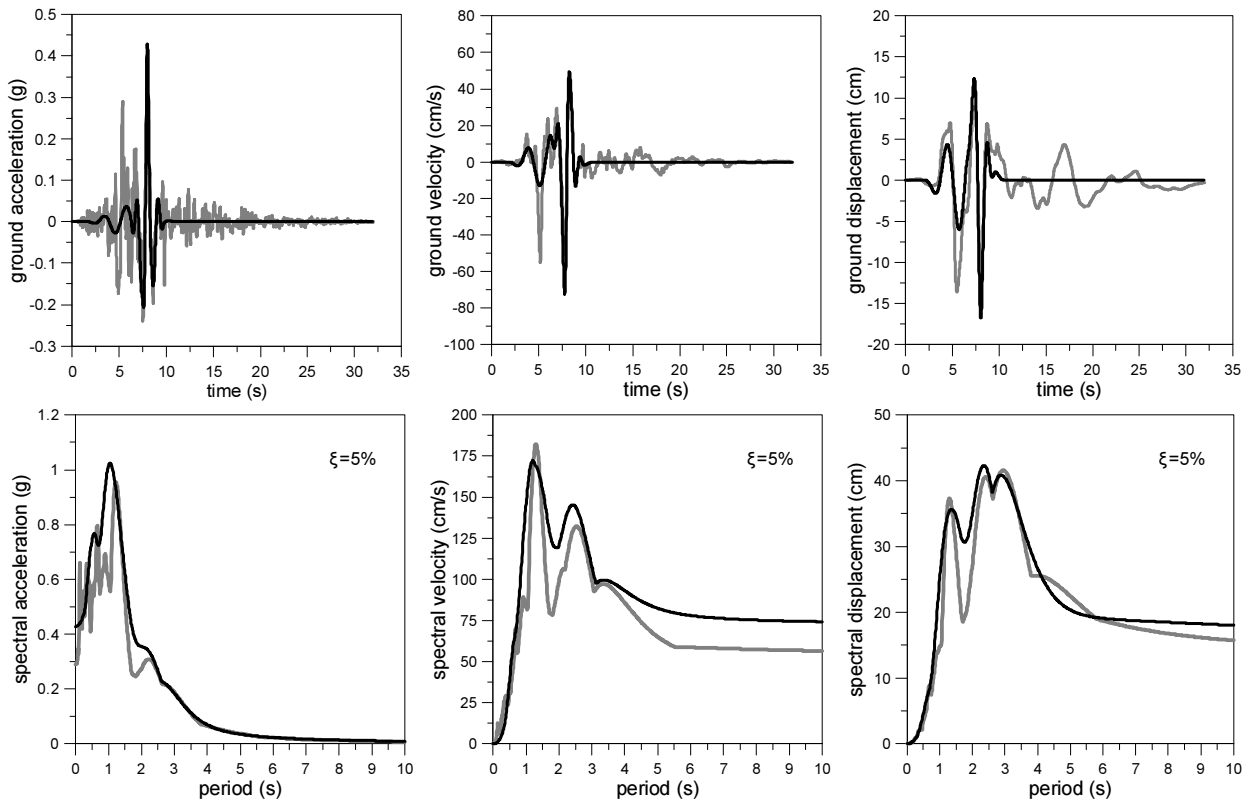 ground acceleration (g)
0.5
0.4
0.3
0.2
0.1
0
-0.1
-0.2
-0.3
0 5 10 15 20 25 30 35
time (s)
ground velocity (cm/s)
80
60
40
20
0
-20
-40
-60
-80
-100
0 5 10 15 20 25 30 35
time (s)
ground displacement (cm)
20
15
10
5
0
-5
-10
-15
-20
0 5 10 15 20 25 30 35
time (s)
spectral acceleration (g)
1.2
1
0.8
0.6
0.4
0.2
0
ξ=5%
0 1 2 3 4 5 6 7 8 9 10
period (s)
spectral velocity (cm/s)
200
175
150
125
100
75
50
25
0
ξ=5%
0 1 2 3 4 5 6 7 8 9 10
period (s)
spectral displacement (cm)
50
40
30
20
10
0
ξ=5%
0 1 2 3 4 5 6 7 8 9 10
period (s)